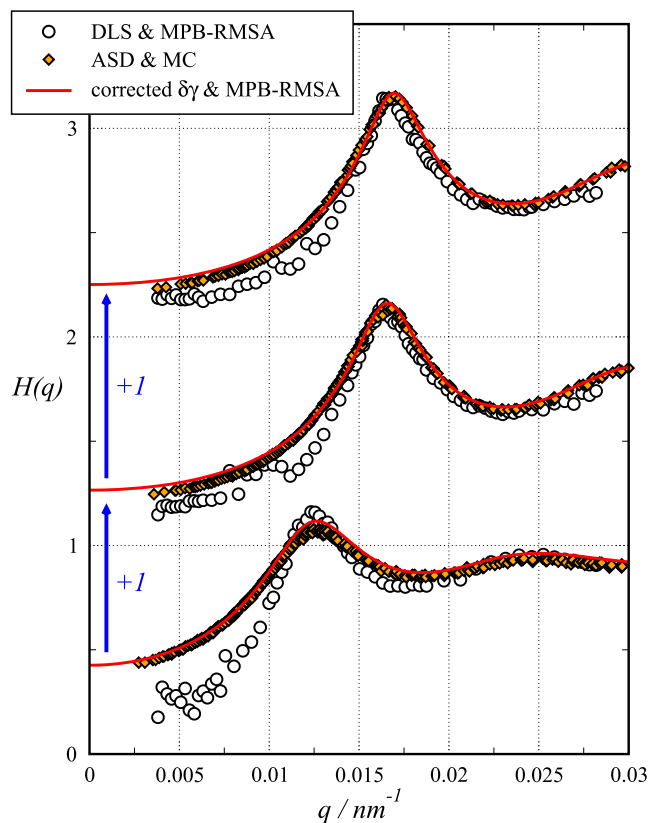 DLS & MPB-RMSA
ASD & MC
corrected δγ & MPB-RMSA
3
2
H(q)
+1
1
+1
0
0 0.005 0.01 0.015 0.02 0.025 0.03
q / nm⁻¹